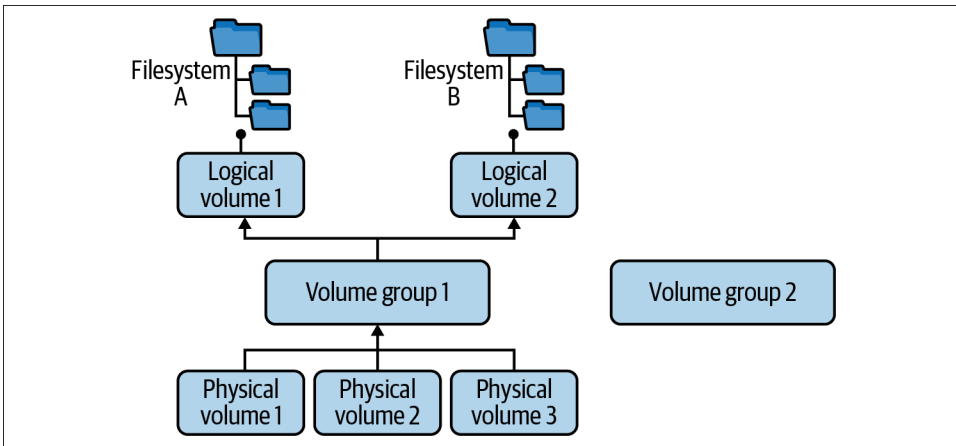 Filesystem
A
Filesystem
B
Logical
volume 1
Logical
volume 2
Volume group 1
Volume group 2
Physical
volume 1
Physical
volume 2
Physical
volume 3